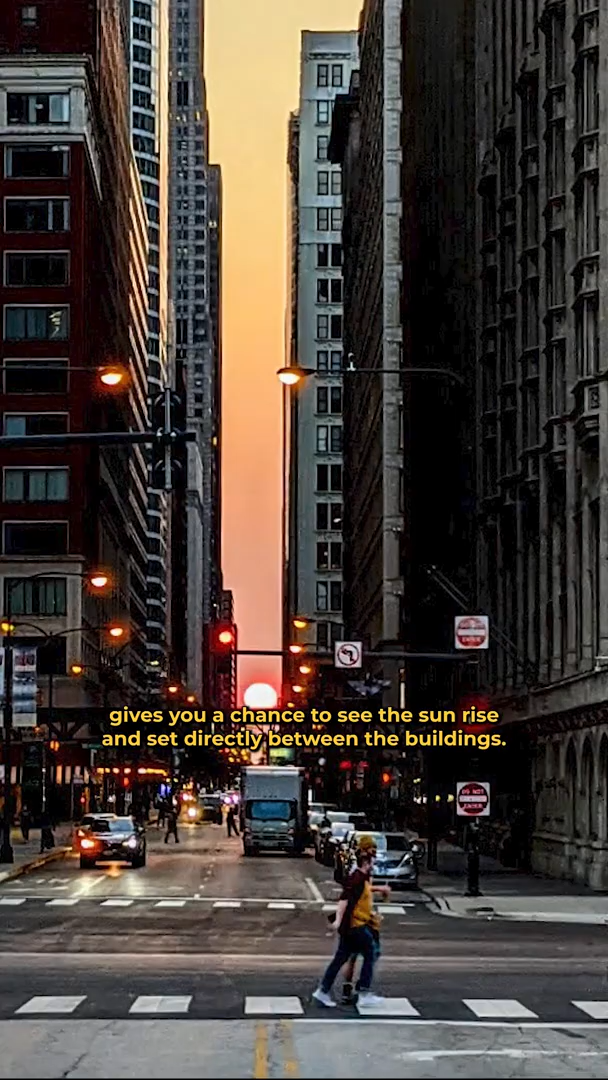 DO NOT
ENTER
gives you a chance to see the sun rise
and set directly between the buildings.
DO NOT
ENTER